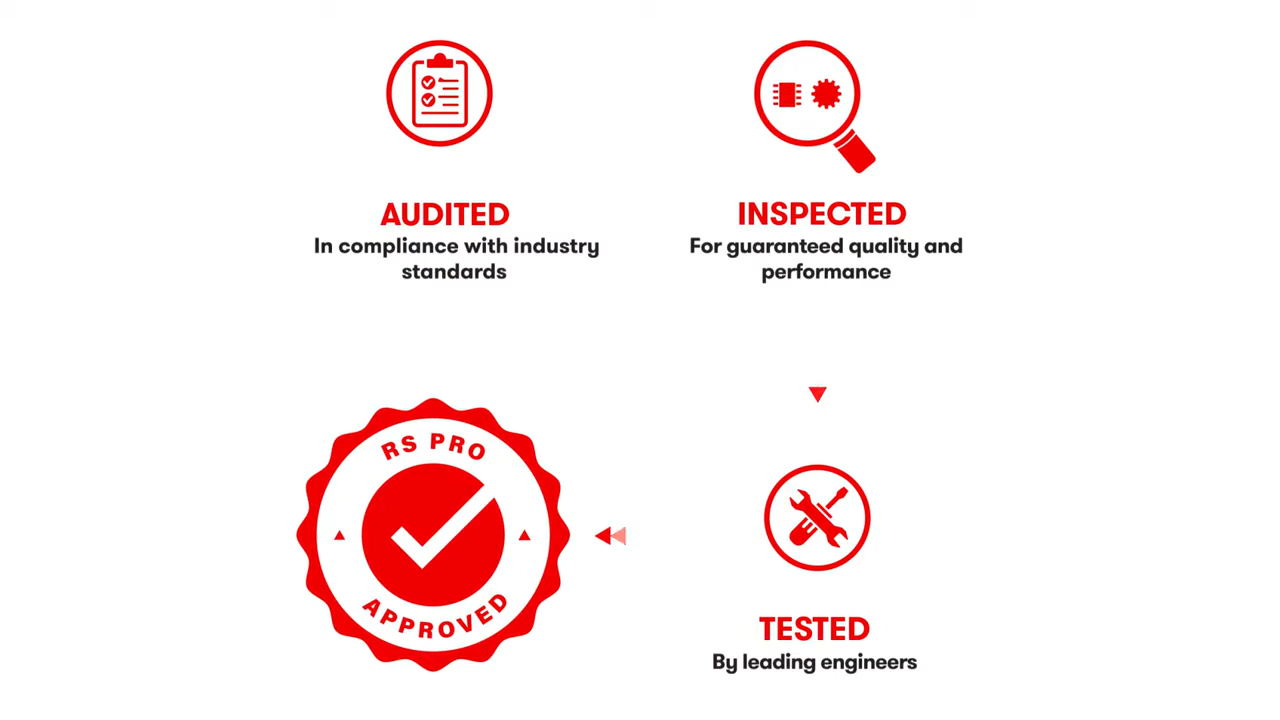 AUDITED
In compliance with industry
standards
INSPECTED
For guaranteed quality and
performance
RS PRO
APPROVED
TESTED
By leading engineers